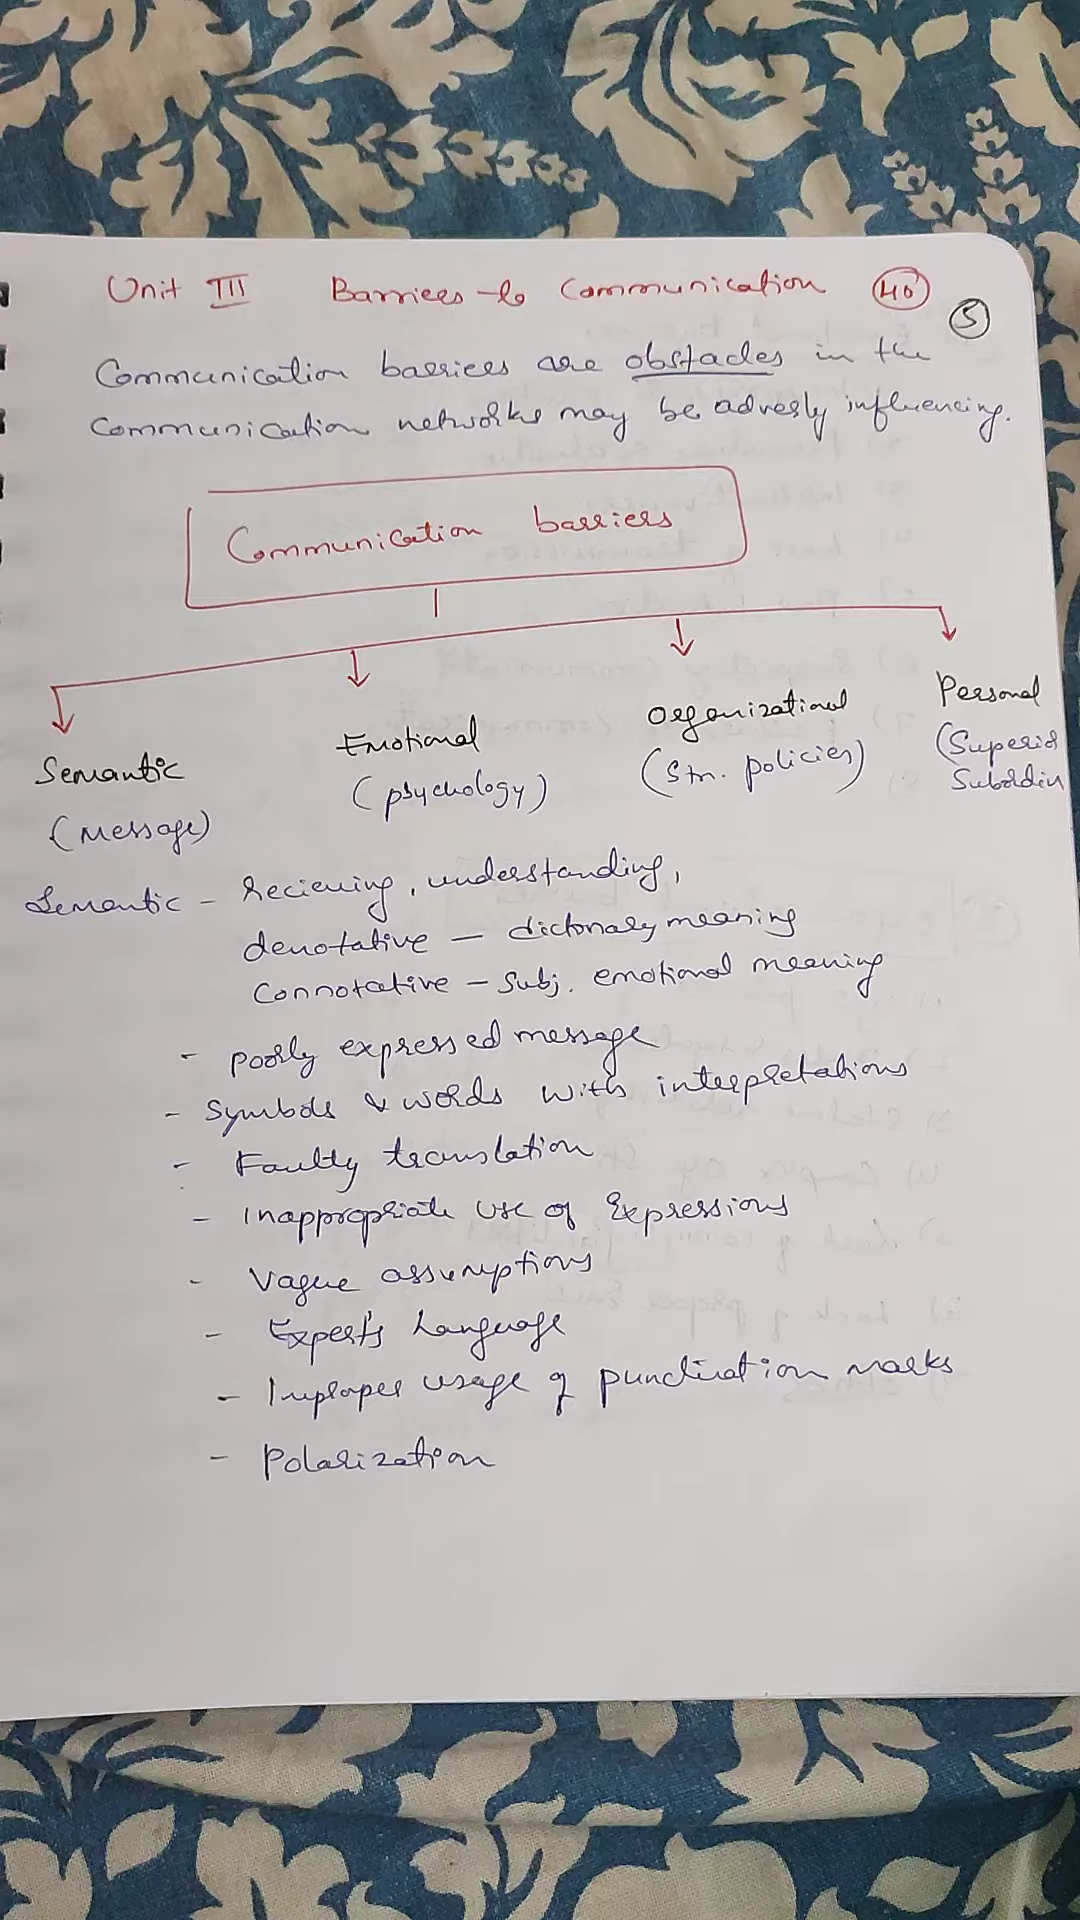 Unit III Barriers to Communication
5
Communication barriers are obstacles in the
Communication networks may be adversly influencing.
Communication barriers
Semantic Emotional Organizational Personal
(Message) (psychology) (Str. policies) (Superio
Subordin
Semantic - recieving, understanding,
denotative - dictonary meaning
Connotative - Subj. emotional meaning
- poorly expressed message
- Symbols & words with interpretations
- Faulty translation
- Inappropriate use of Expressions
- Vague assumptions
- Expert's Language
- Improper usage of punctuation marks
- Polarization